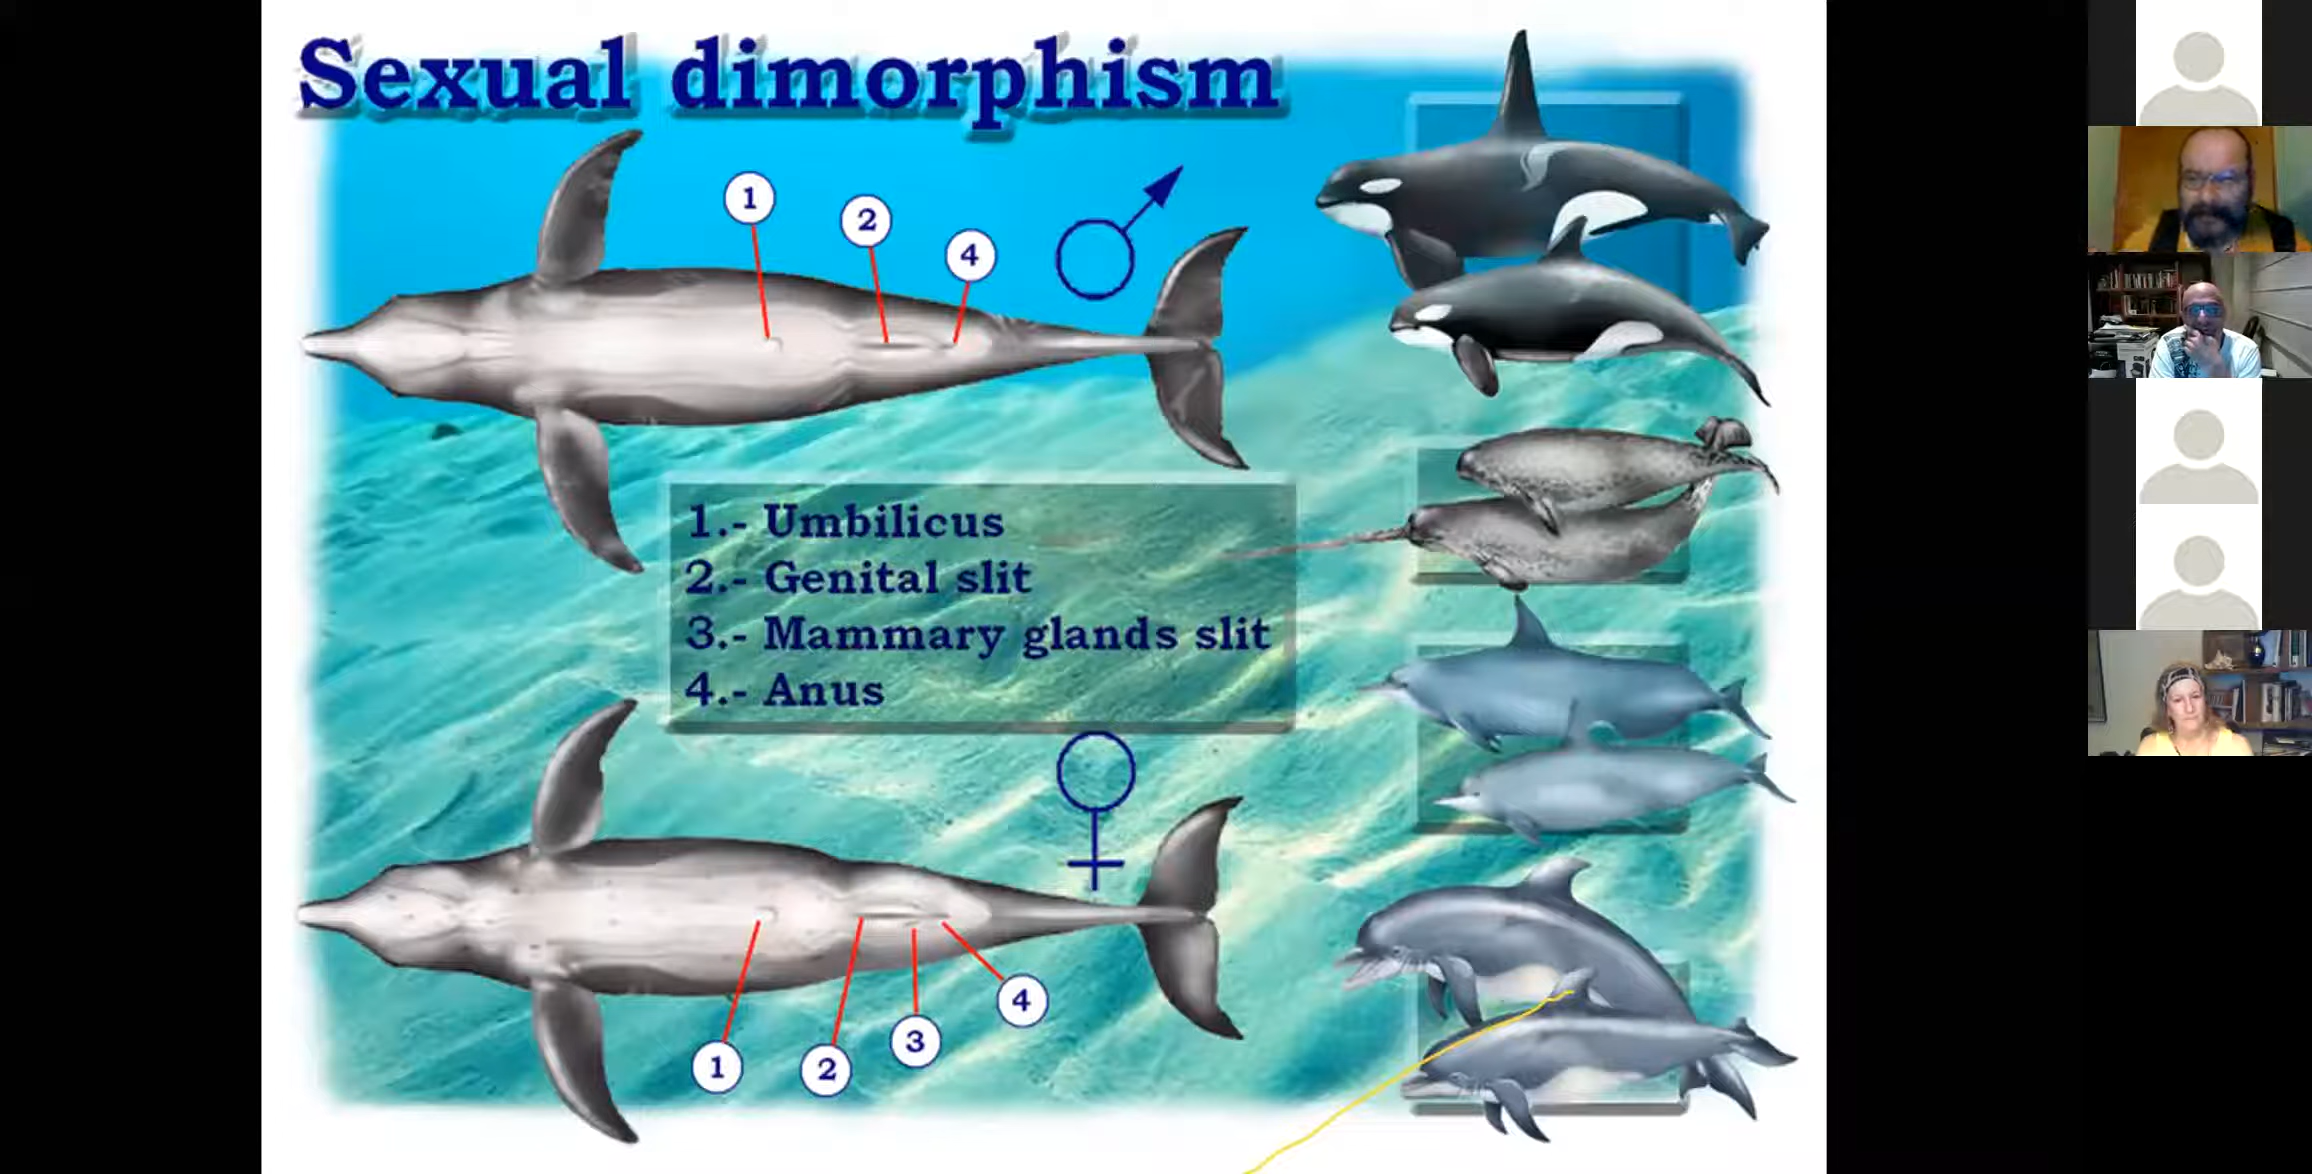 Sexual dimorphism
1
2
4
1.- Umbilicus
2.- Genital slit
3.- Mammary glands slit
4.- Anus
1
2
3
4